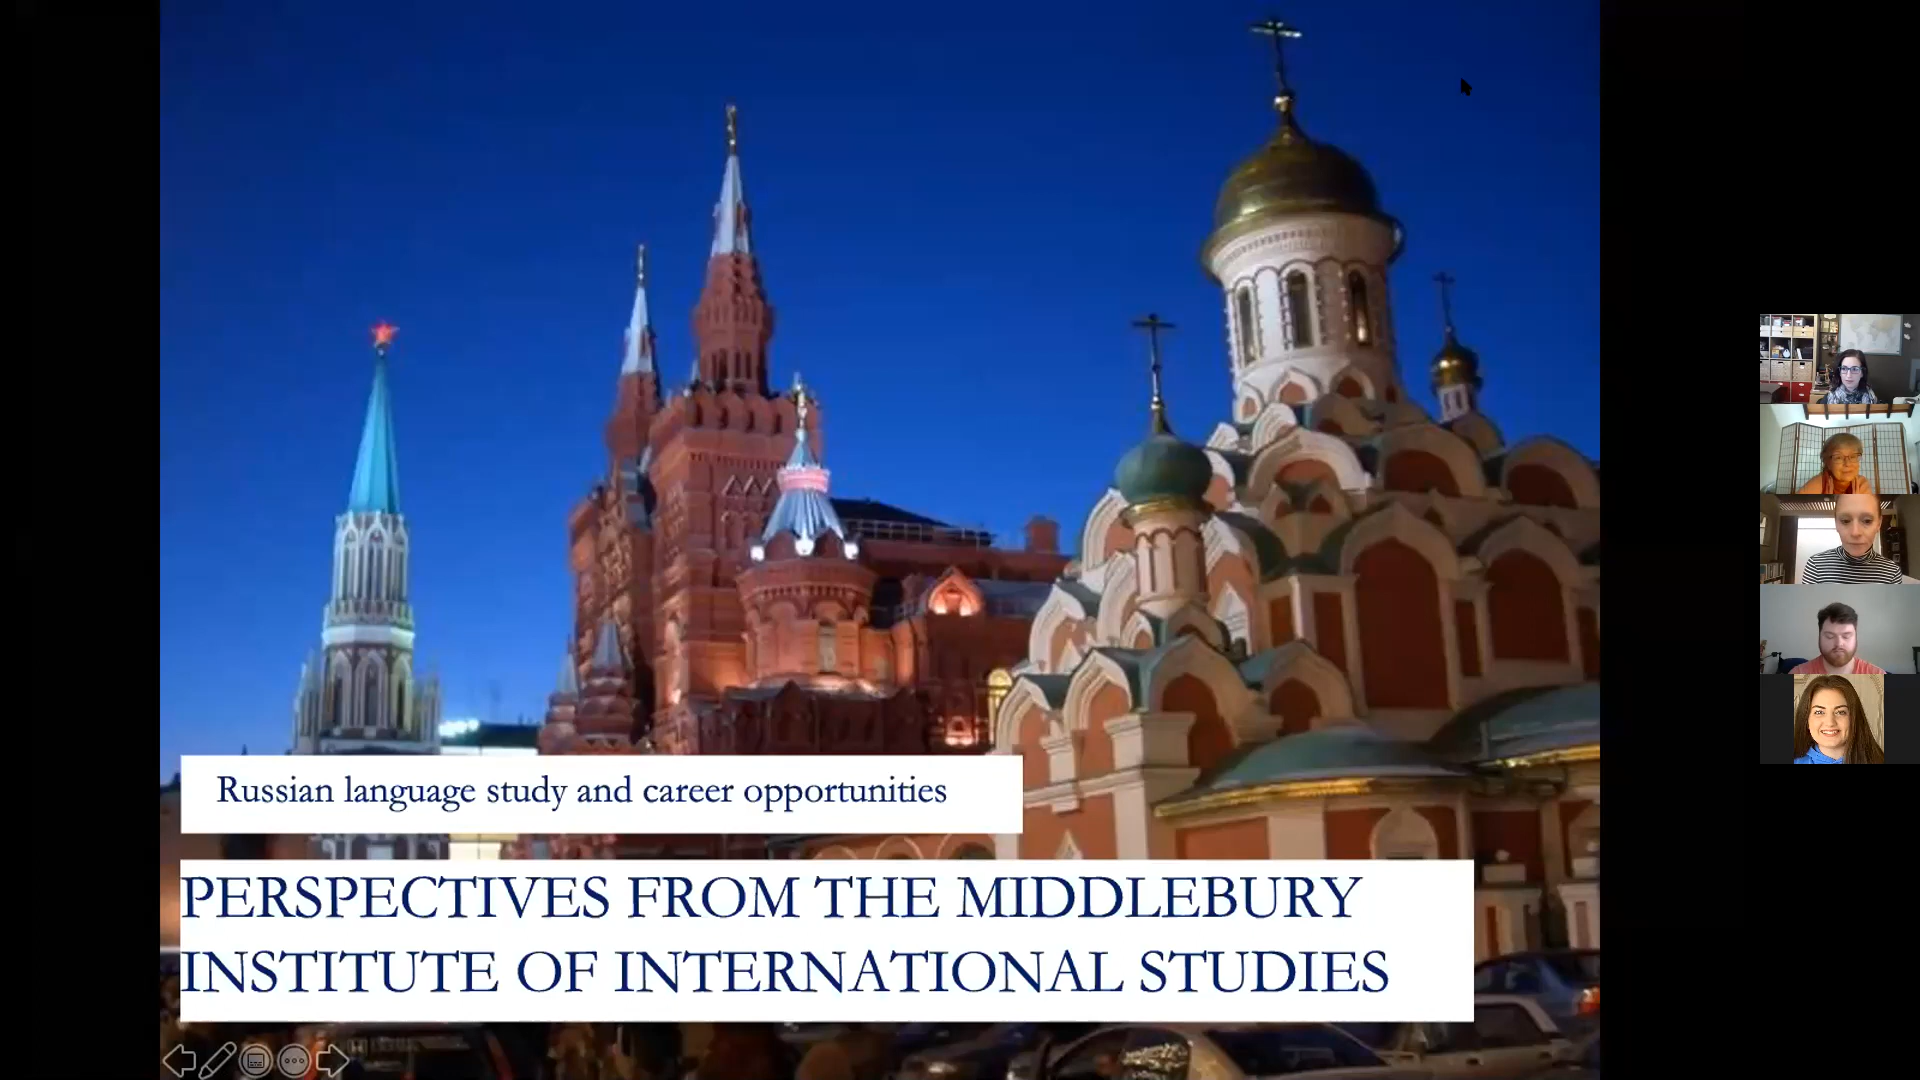 Russian language study and career opportunities
PERSPECTIVES FROM THE MIDDLEBURY
INSTITUTE OF INTERNATIONAL STUDIES